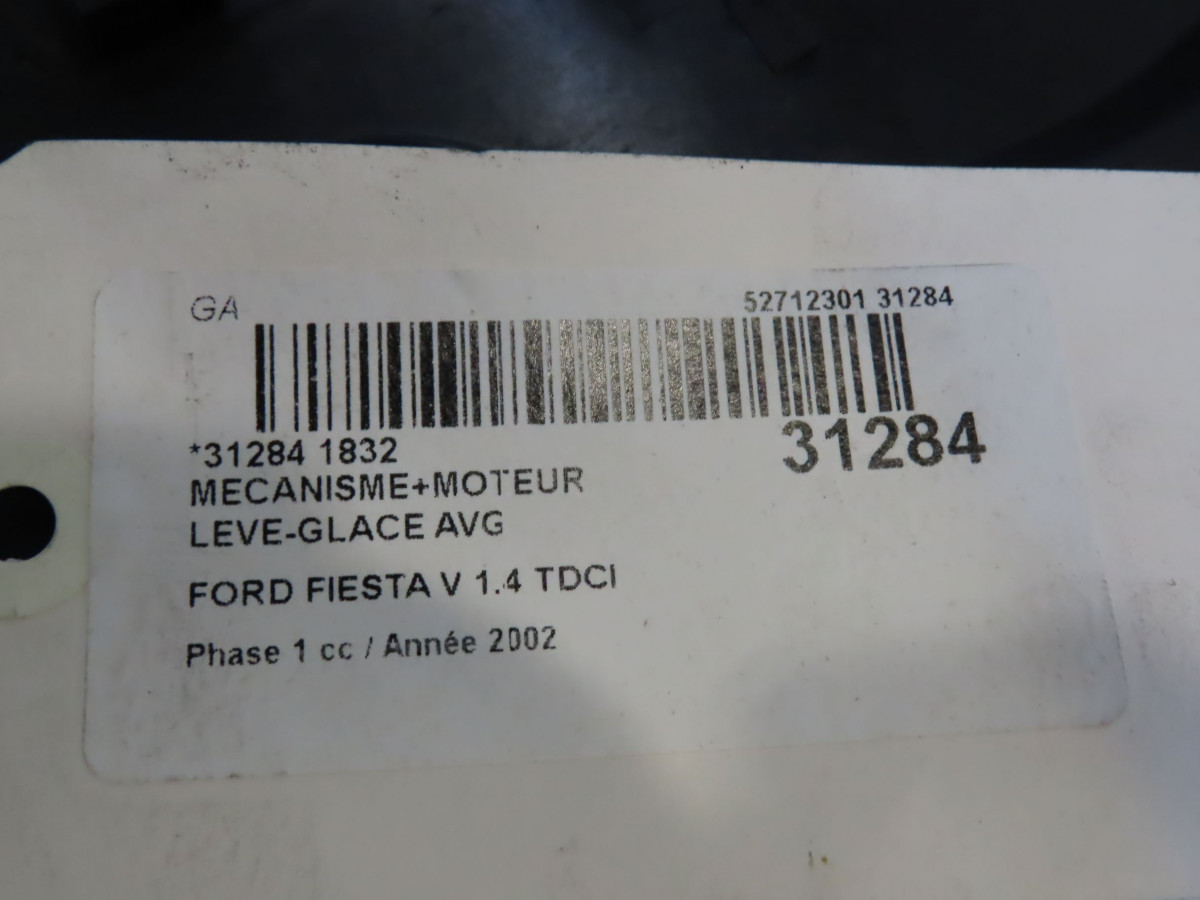 GA 52712301 31284
31284
*31284 1832
MECANISME+MOTEUR
LEVE-GLACE AVG
FORD FIESTA V 1.4 TDCI
Phase 1 cc / Année 2002